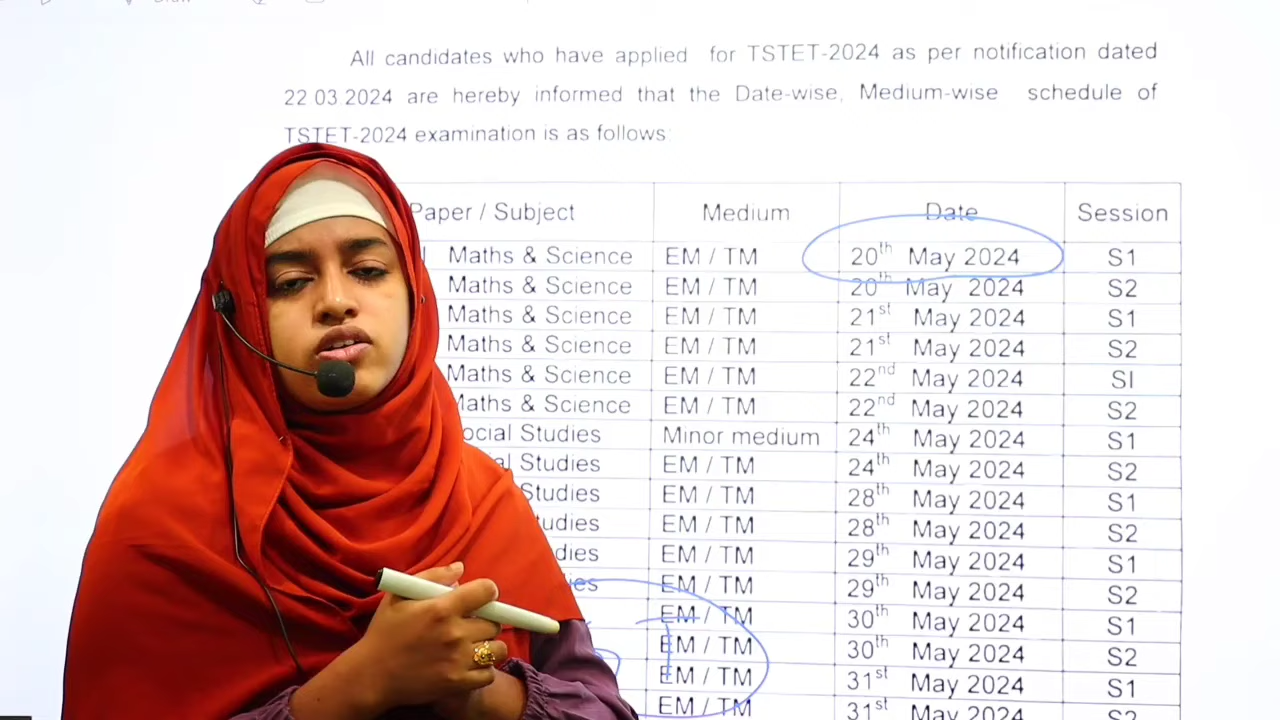 All candidates who have applied for TSTET-2024 as per notification dated
22.03.2024 are hereby informed that the Date-wise, Medium-wise schedule of
TSTET-2024 examination is as follows:
Paper / Subject Medium Date Session
Maths & Science EM / TM 20th May 2024 S1
Maths & Science EM / TM 20th May 2024 S2
Maths & Science EM / TM 21st May 2024 S1
Maths & Science EM / TM 21st May 2024 S2
Maths & Science EM / TM 22nd May 2024 SI
Maths & Science EM / TM 22nd May 2024 S2
ocial Studies Minor medium 24th May 2024 S1
al Studies EM / TM 24th May 2024 S2
Studies EM / TM 28th May 2024 S1
udies EM / TM 28th May 2024 S2
dies EM / TM 29th May 2024 S1
ies EM / TM 29th May 2024 S2
EM / TM 30th May 2024 S1
EM / TM 30th May 2024 S2
EM / TM 31st May 2024 S1
EM / TM 31st May 2024 S2